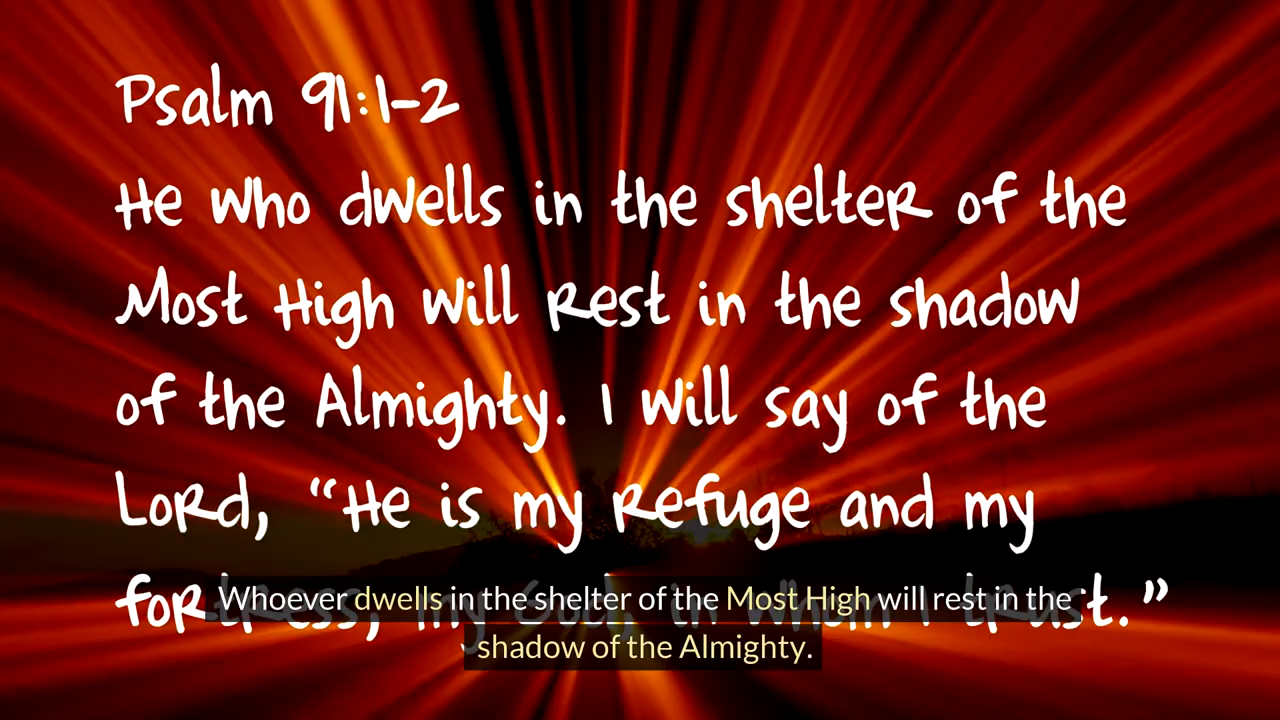 Psalm 91:1-2
He who dwells in the shelter of the
Most High will rest in the shadow
of the Almighty. I will say of the
Lord, “He is my refuge and my
fortress, my God, in whom I trust.”
Whoever dwells in the shelter of the Most High will rest in the
shadow of the Almighty.